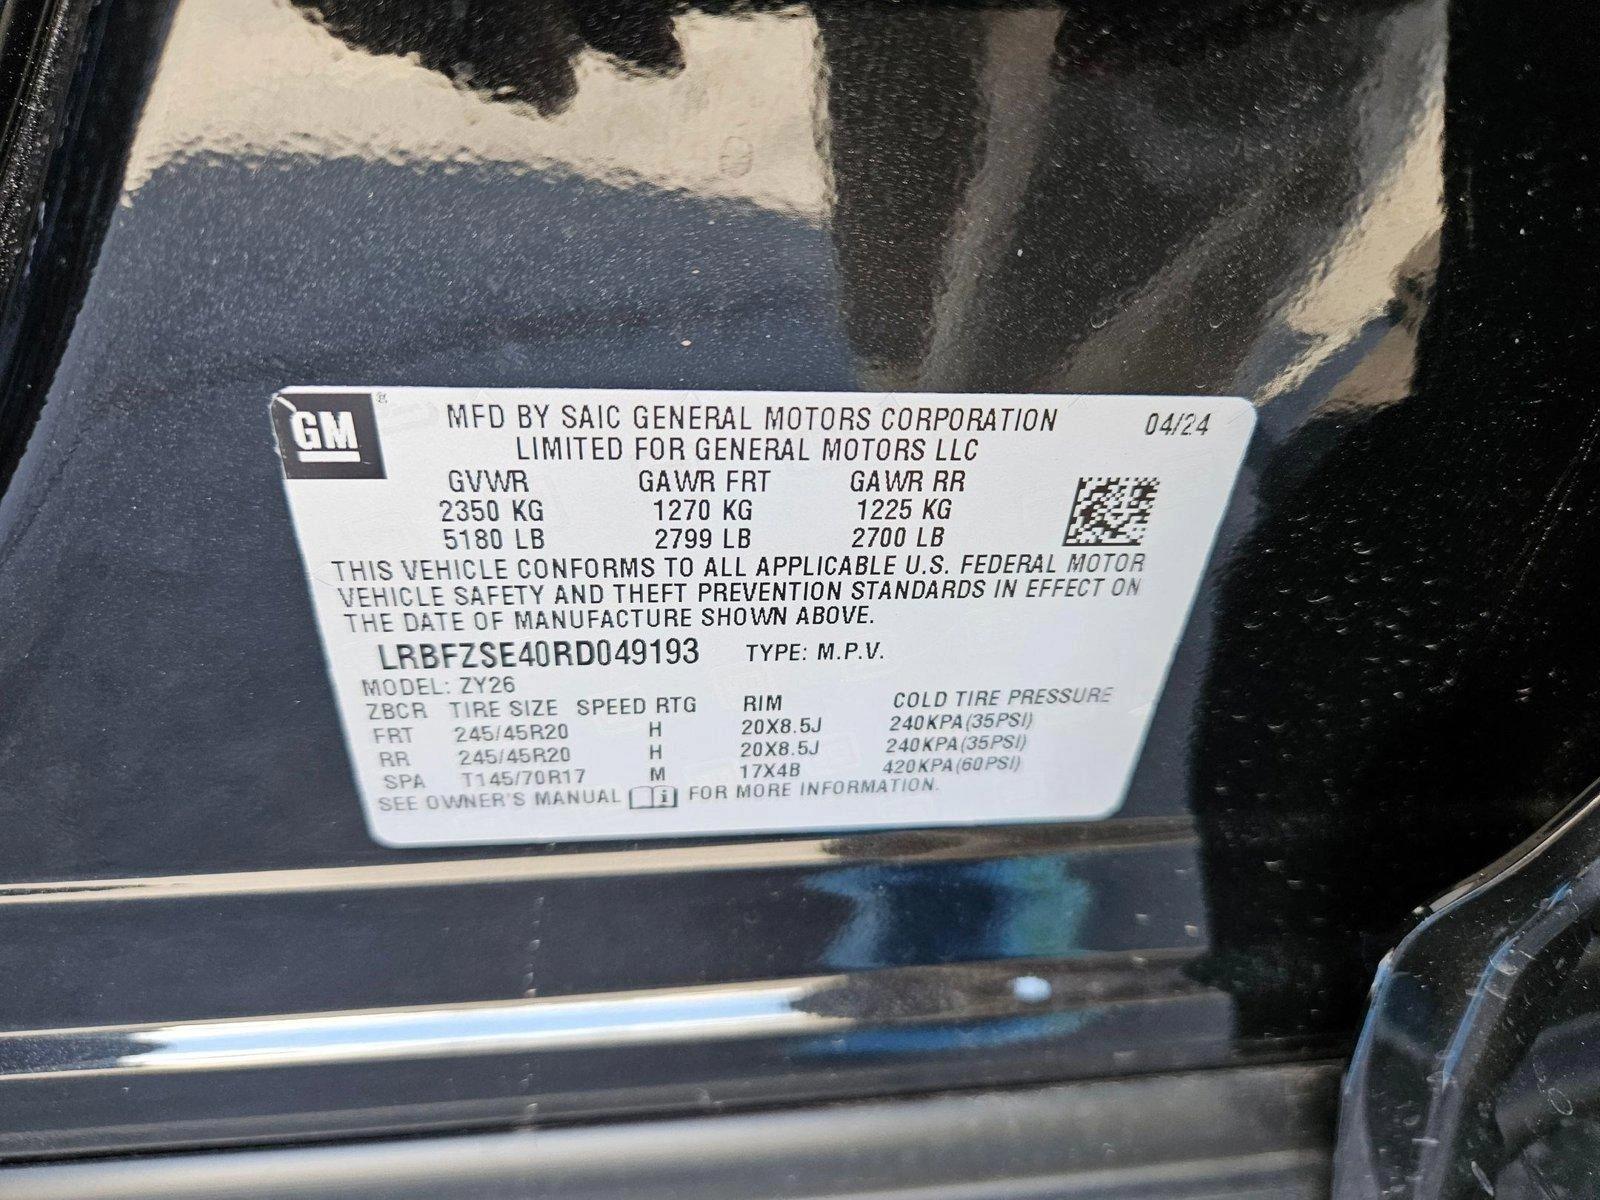 GM ®
MFD BY SAIC GENERAL MOTORS CORPORATION 04/24
LIMITED FOR GENERAL MOTORS LLC
GVWR GAWR FRT GAWR RR
2350 KG 1270 KG 1225 KG
5180 LB 2799 LB 2700 LB
THIS VEHICLE CONFORMS TO ALL APPLICABLE U.S. FEDERAL MOTOR
VEHICLE SAFETY AND THEFT PREVENTION STANDARDS IN EFFECT ON
THE DATE OF MANUFACTURE SHOWN ABOVE.
LRBFZSE40RD049193 TYPE: M.P.V.
MODEL: ZY26
ZBCR TIRE SIZE SPEED RTG RIM COLD TIRE PRESSURE
FRT 245/45R20 H 20X8.5J 240KPA(35PSI)
RR 245/45R20 H 20X8.5J 240KPA(35PSI)
SPA T145/70R17 M 17X4B 420KPA(60PSI)
SEE OWNER'S MANUAL i FOR MORE INFORMATION.